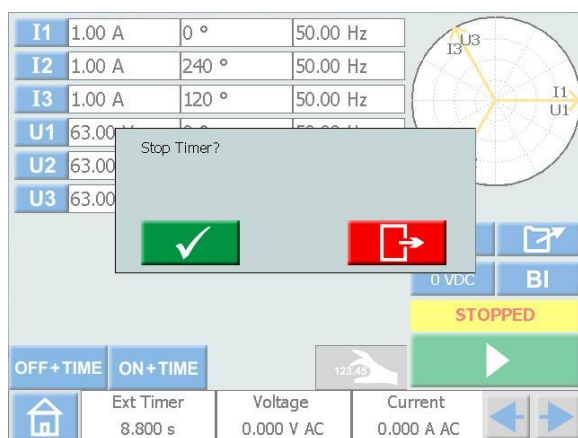 I1 1.00 A 0 ° 50.00 Hz
I2 1.00 A 240 ° 50.00 Hz
I3 1.00 A 120 ° 50.00 Hz
U1 63.00
U2 63.00
U3 63.00
I3 U3
I1
U1
Stop Timer?
0 VDC BI
STOPPED
OFF+TIME ON+TIME
123.45
Ext Timer Voltage Current
8.800 s 0.000 V AC 0.000 A AC